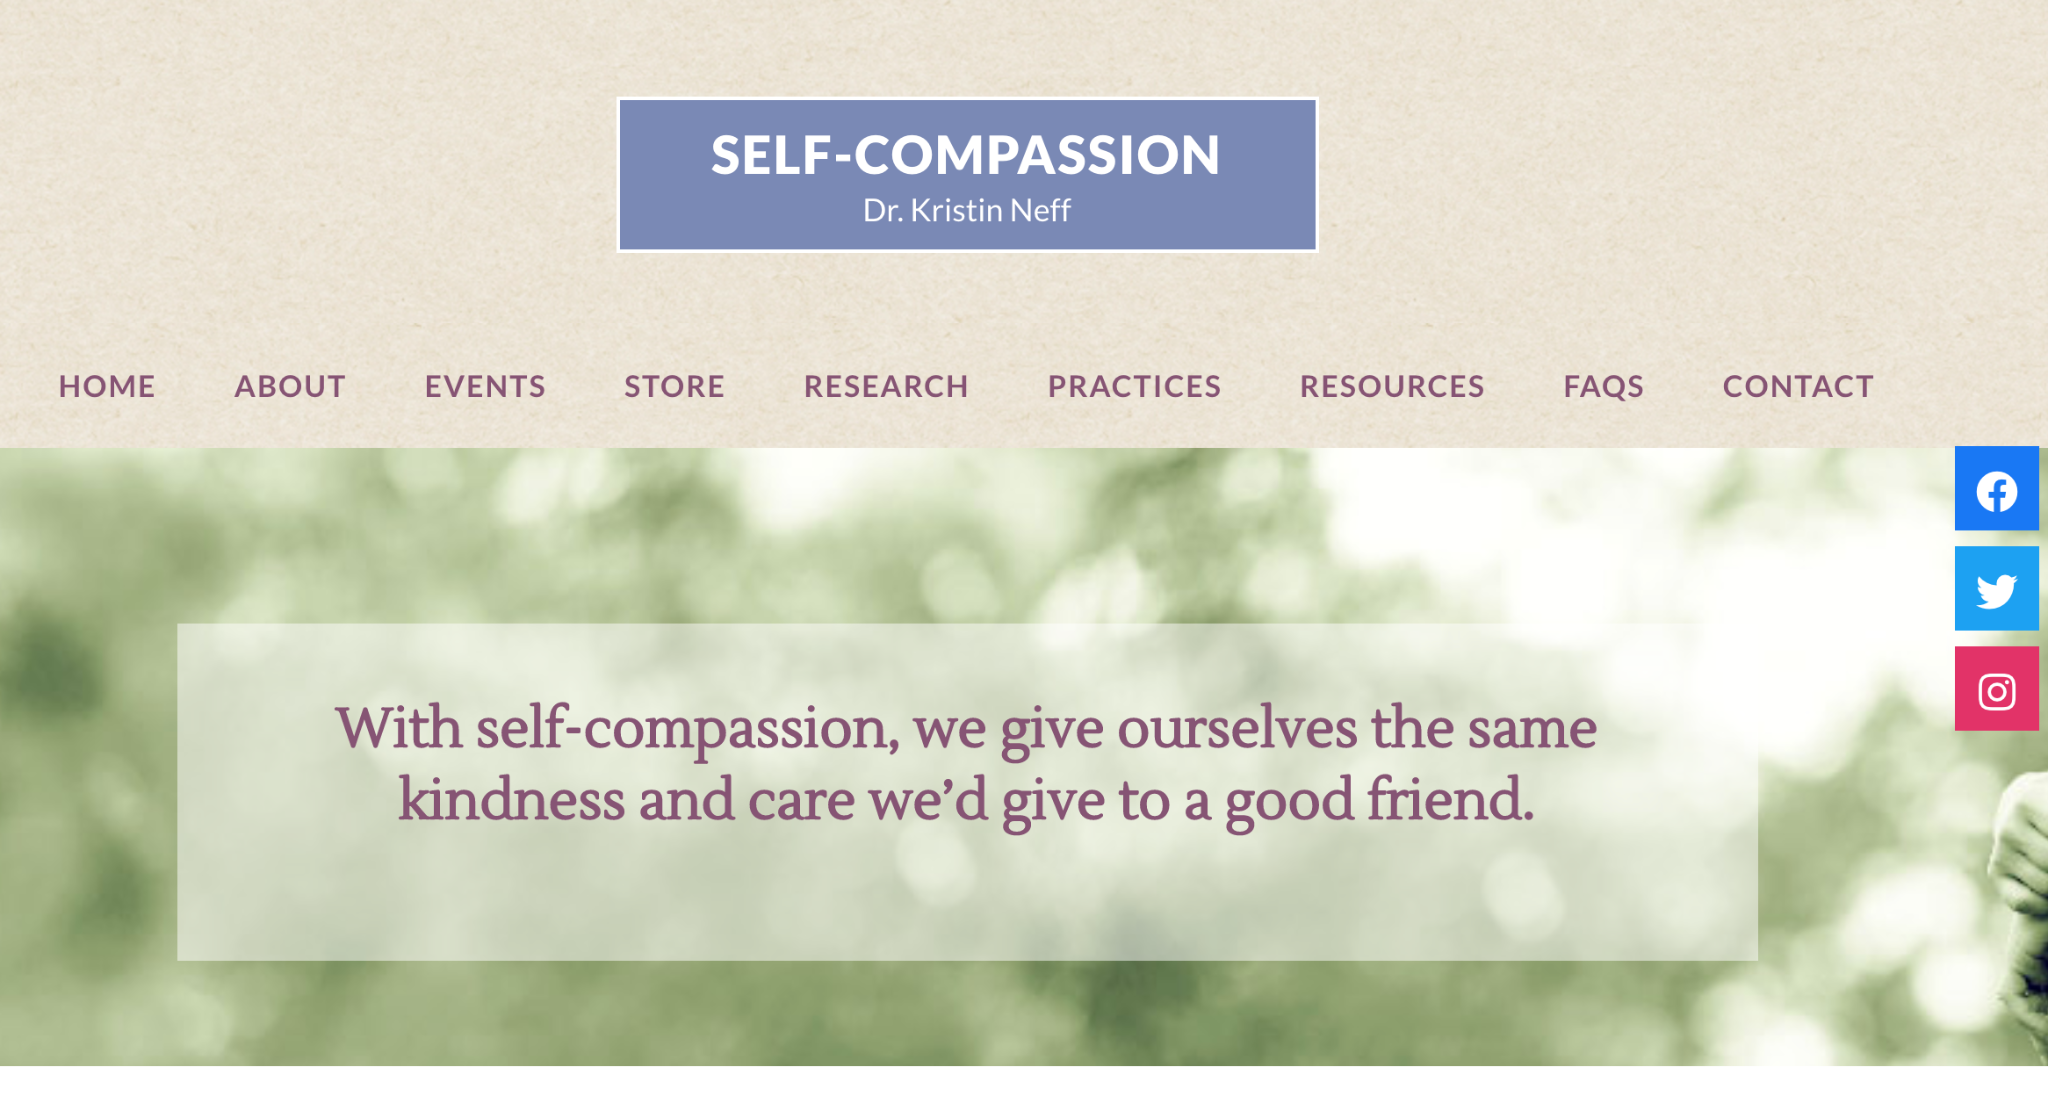 SELF-COMPASSION
Dr. Kristin Neff
HOME ABOUT EVENTS STORE RESEARCH PRACTICES RESOURCES FAQS CONTACT
With self-compassion, we give ourselves the same
kindness and care we’d give to a good friend.